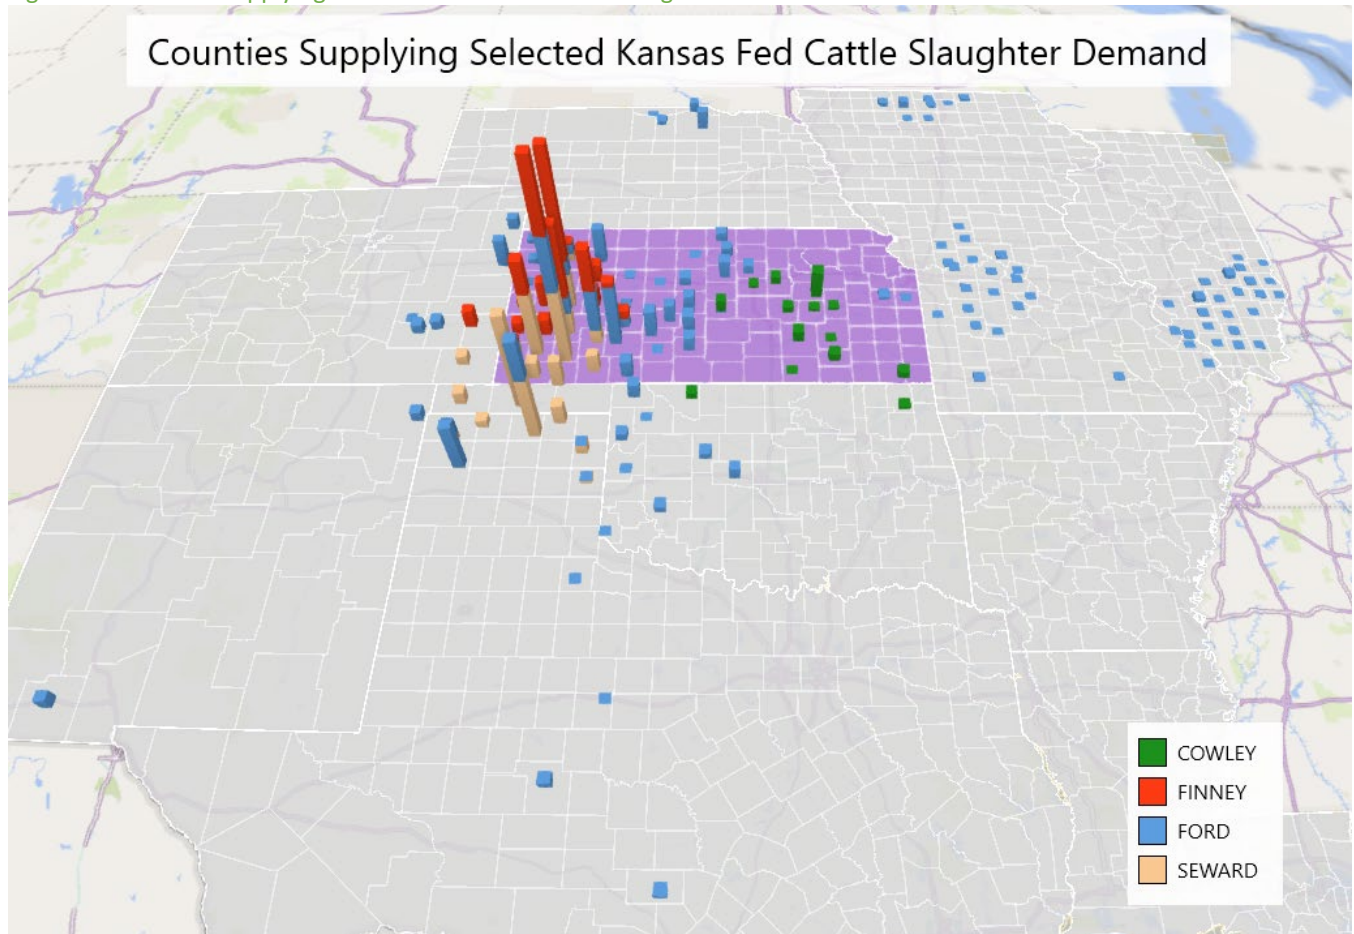 Counties Supplying Selected Kansas Fed Cattle Slaughter Demand
COWLEY
FINNEY
FORD
SEWARD